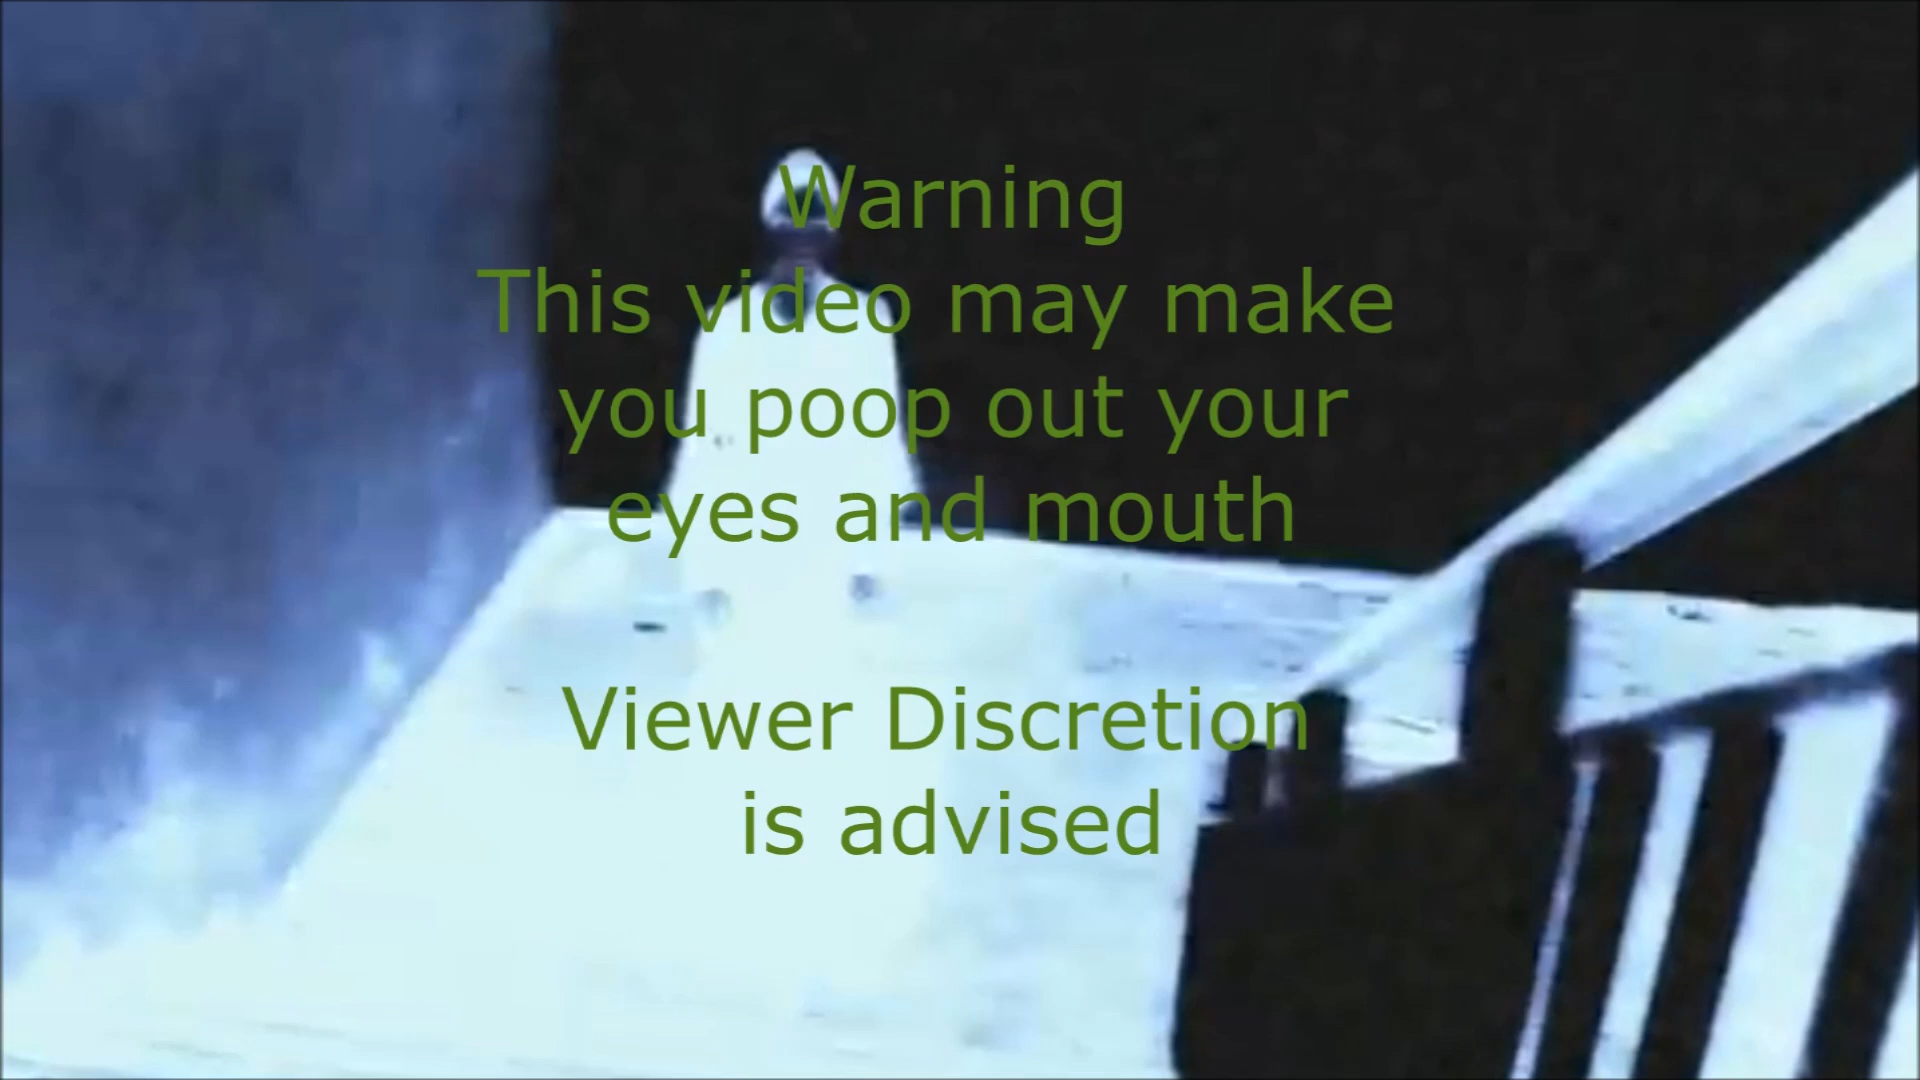 Warning
This video may make
you poop out your
eyes and mouth
Viewer Discretion
is advised